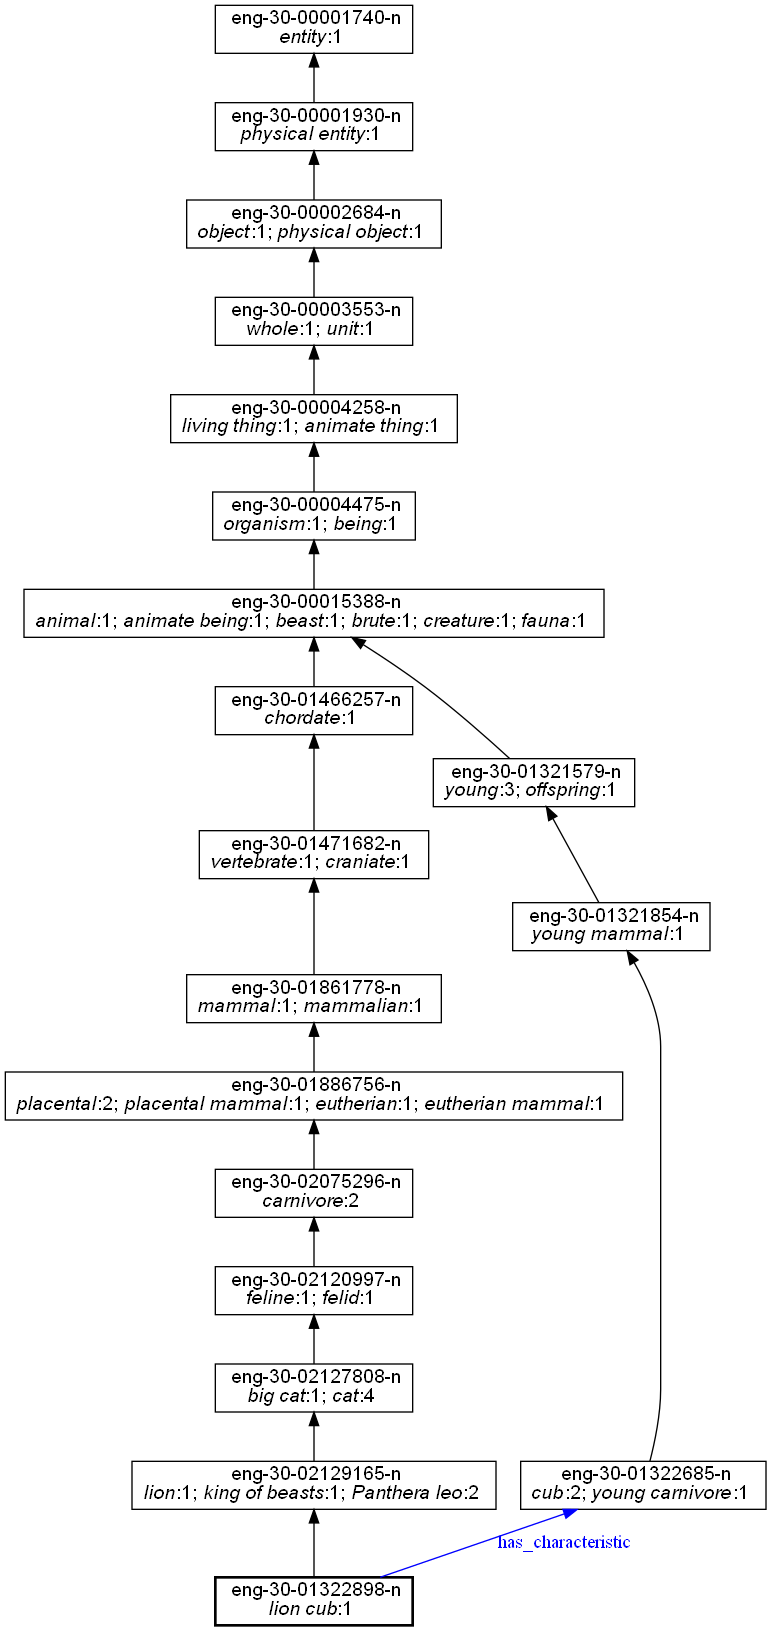 eng-30-00001740-n
entity:1
eng-30-00001930-n
physical entity:1
eng-30-00002684-n
object:1; physical object:1
eng-30-00003553-n
whole:1; unit:1
eng-30-00004258-n
living thing:1; animate thing:1
eng-30-00004475-n
organism:1; being:1
eng-30-00015388-n
animal:1; animate being:1; beast:1; brute:1; creature:1; fauna:1
eng-30-01466257-n
chordate:1
eng-30-01321579-n
young:3; offspring:1
eng-30-01471682-n
vertebrate:1; craniate:1
eng-30-01321854-n
young mammal:1
eng-30-01861778-n
mammal:1; mammalian:1
eng-30-01886756-n
placental:2; placental mammal:1; eutherian:1; eutherian mammal:1
eng-30-02075296-n
carnivore:2
eng-30-02120997-n
feline:1; felid:1
eng-30-02127808-n
big cat:1; cat:4
eng-30-02129165-n
lion:1; king of beasts:1; Panthera leo:2
eng-30-01322685-n
cub:2; young carnivore:1
has_characteristic
eng-30-01322898-n
lion cub:1